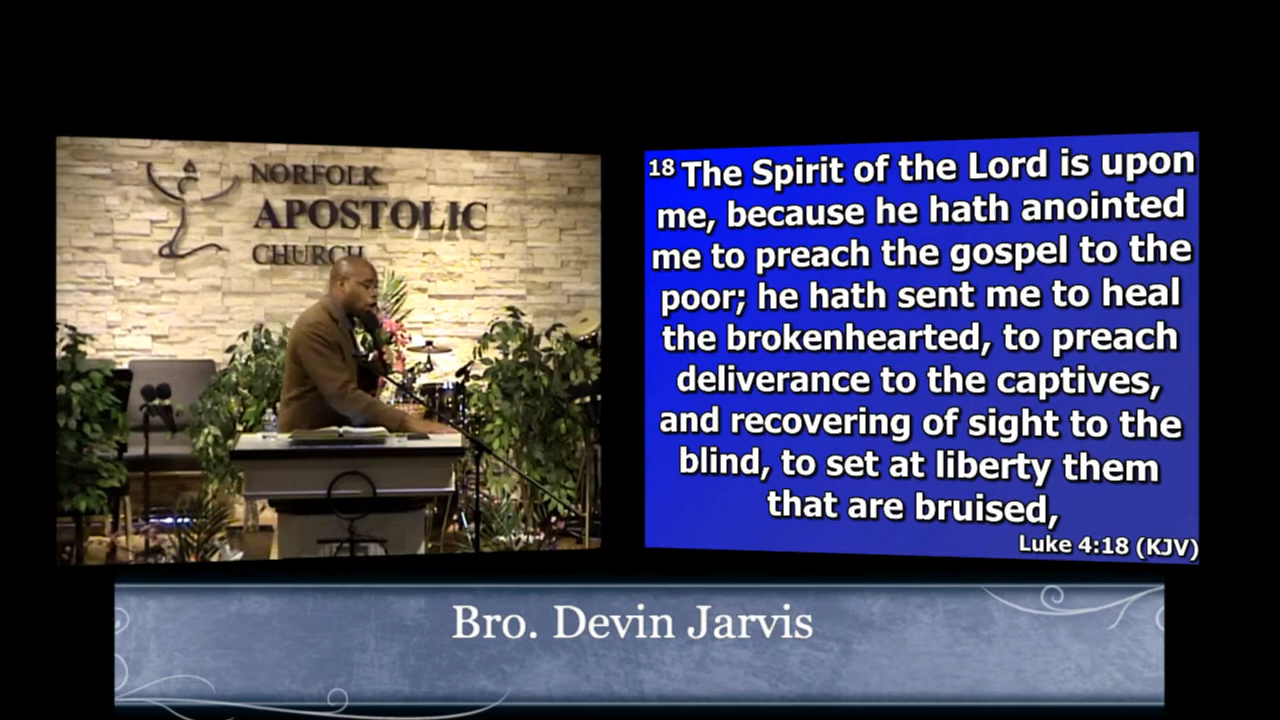 NORFOLK
APOSTOLIC
CHURCH
18 The Spirit of the Lord is upon
me, because he hath anointed
me to preach the gospel to the
poor; he hath sent me to heal
the brokenhearted, to preach
deliverance to the captives,
and recovering of sight to the
blind, to set at liberty them
that are bruised,
Luke 4:18 (KJV)
Bro. Devin Jarvis